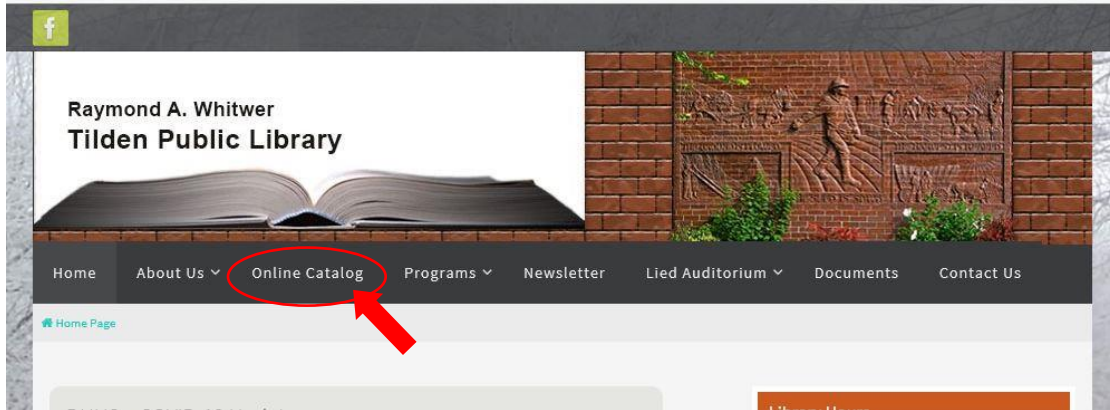 f
Raymond A. Whitwer
Tilden Public Library
Home About Us Online Catalog Programs Newsletter Lied Auditorium Documents Contact Us
Home Page